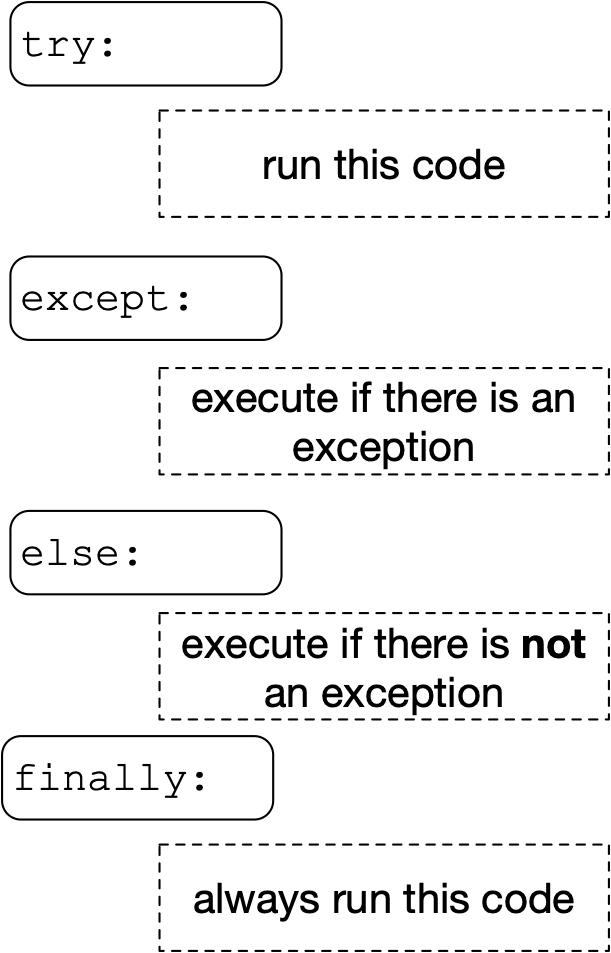 try:
run this code
except:
execute if there is an
exception
else:
execute if there is not
an exception
finally:
always run this code